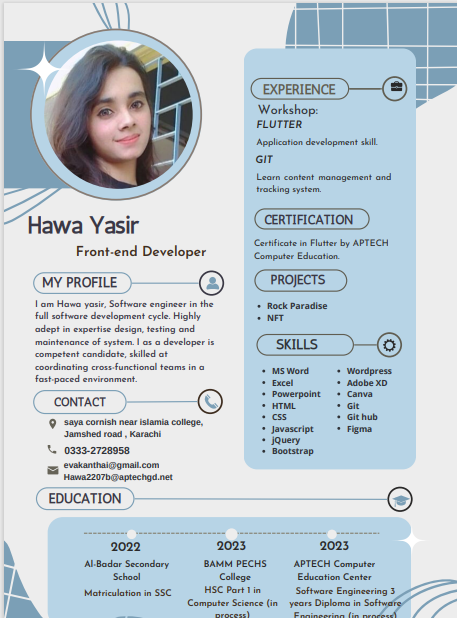 Hawa Yasir
Front-end Developer
MY PROFILE
I am Hawa yasir, Software engineer in the
full software development cycle. Highly
adept in expertise design, testing and
maintenance of system. I as a developer is
competent candidate, skilled at
coordinating cross-functional teams in a
fast-paced environment.
CONTACT
saya cornish near islamia college,
Jamshed road , Karachi
0333-2728958
evakanthai@gmail.com
Hawa2207b@aptechgd.net
EXPERIENCE
Workshop:
FLUTTER
Application development skill.
GIT
Learn content management and
tracking system.
CERTIFICATION
Certificate in Flutter by APTECH
Computer Education.
PROJECTS
• Rock Paradise
• NFT
SKILLS
• MS Word
• Excel
• Powerpoint
• HTML
• CSS
• Javascript
• jQuery
• Bootstrap
• Wordpress
• Adobe XD
• Canva
• Git
• Git hub
• Figma
EDUCATION
2022
Al-Badar Secondary
School
Matriculation in SSC
2023
BAMM PECHS
College
HSC Part 1 in
Computer Science (in
process)
2023
APTECH Computer
Education Center
Software Engineering 3
years Diploma in Software
Engineering (in process)